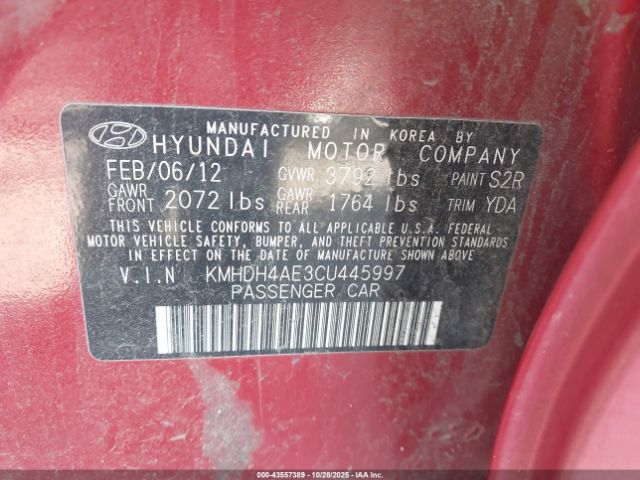 MANUFACTURED IN KOREA BY
HYUNDAI MOTOR COMPANY
FEB/06/12 GVWR 3792 lbs PAINT S2R
GAWR FRONT 2072 lbs GAWR REAR 1764 lbs TRIM YDA
THIS VEHICLE CONFORMS TO ALL APPLICABLE U.S.A. FEDERAL
MOTOR VEHICLE SAFETY, BUMPER, AND THEFT PREVENTION STANDARDS
IN EFFECT ON THE DATE OF MANUFACTURE SHOWN ABOVE.
V.I.N KMHDH4AE3CU445997
PASSENGER CAR
© IAA - 43557389 - 10/28/2025 - IAAI.COM